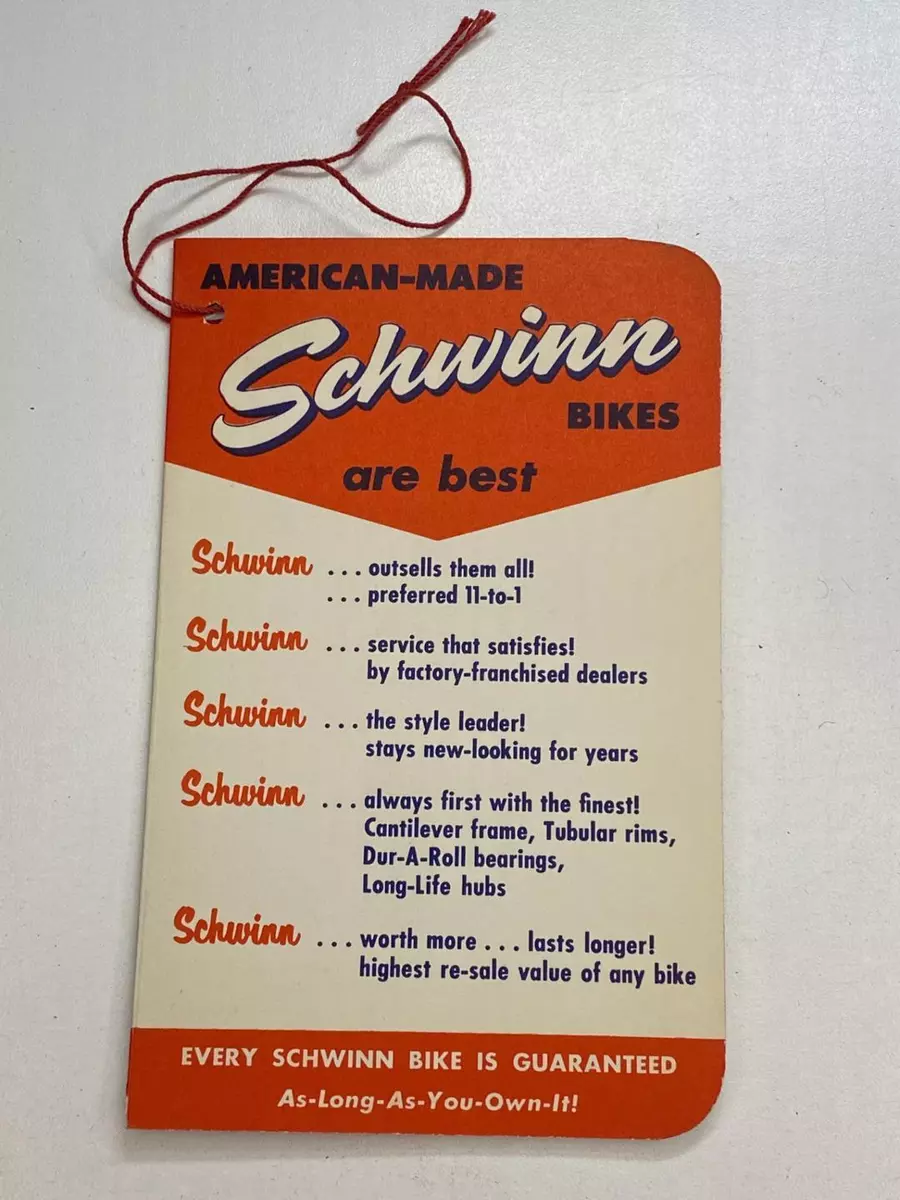 AMERICAN-MADE
Schwinn
BIKES
are best
Schwinn ... outsells them all!
... preferred 11-to-1
Schwinn ... service that satisfies!
by factory-franchised dealers
Schwinn ... the style leader!
stays new-looking for years
Schwinn ... always first with the finest!
Cantilever frame, Tubular rims,
Dur-A-Roll bearings,
Long-Life hubs
Schwinn ... worth more ... lasts longer!
highest re-sale value of any bike
EVERY SCHWINN BIKE IS GUARANTEED
As-Long-As-You-Own-It!